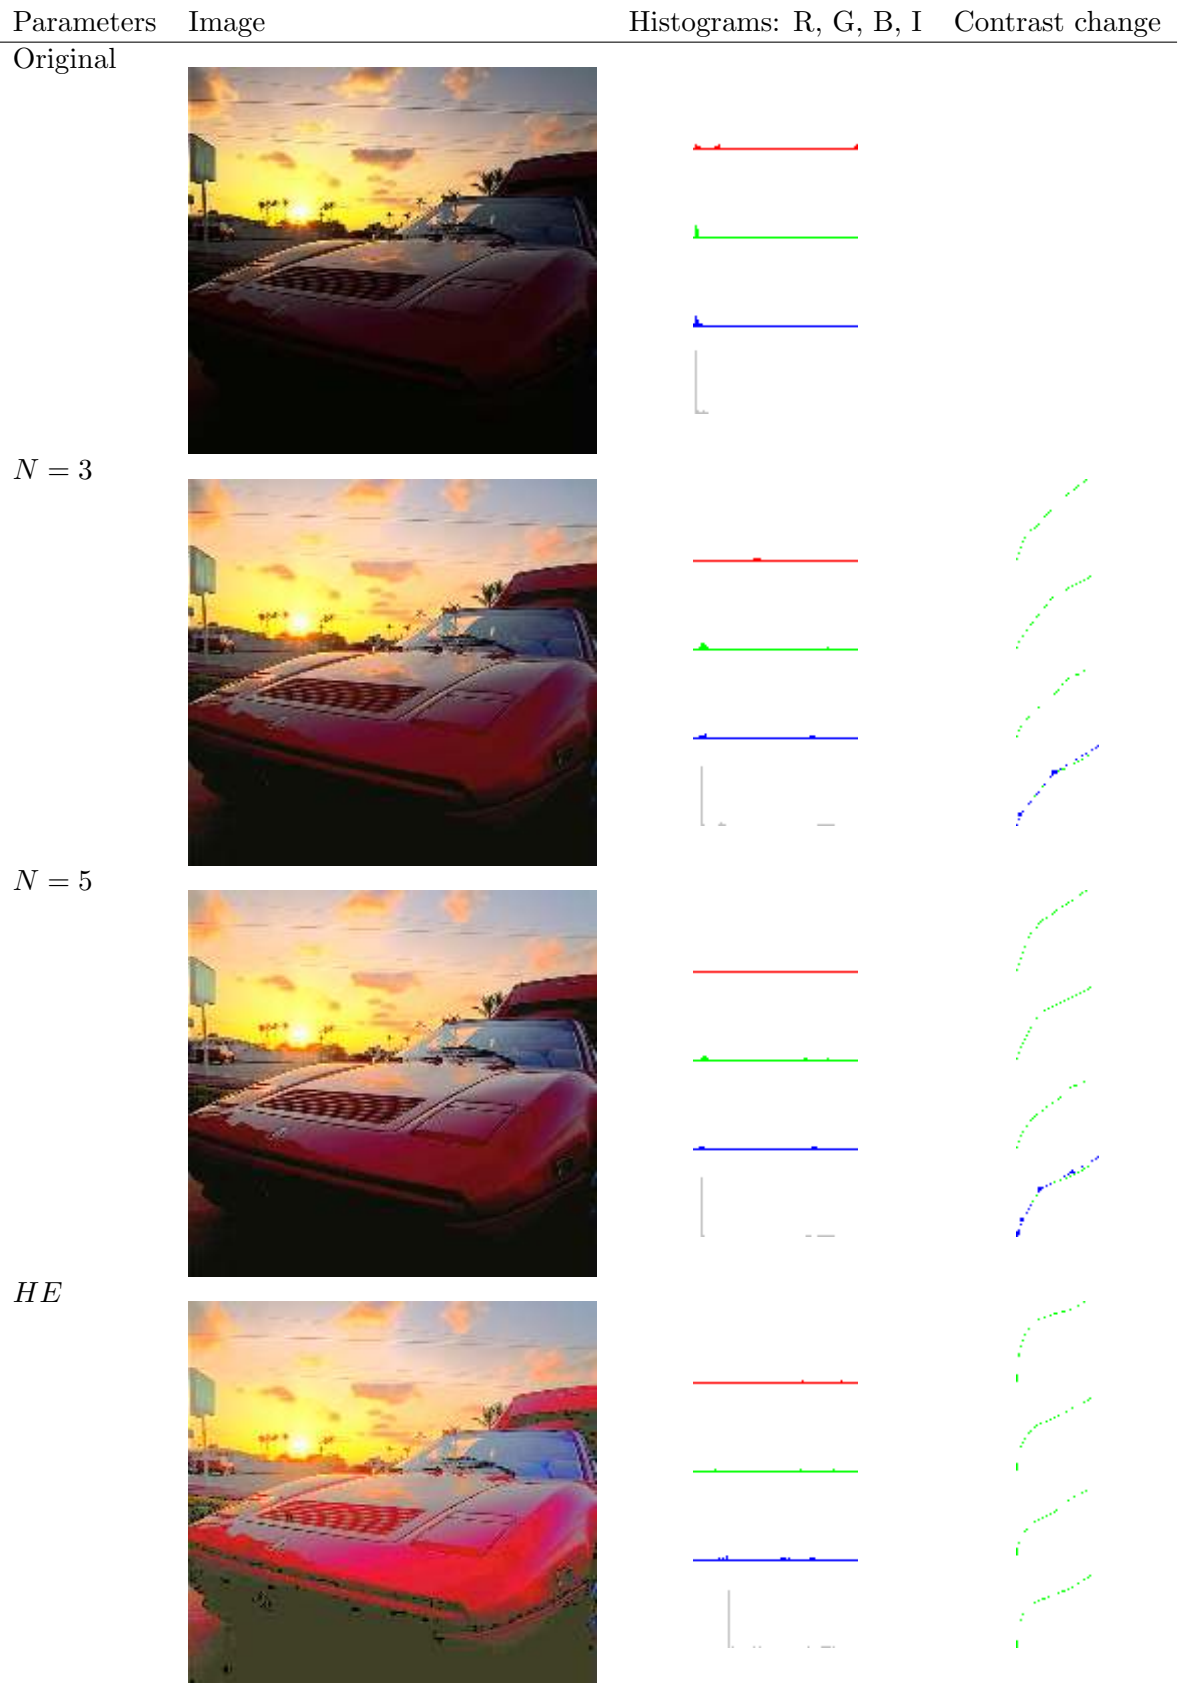 Parameters Image Histograms: R, G, B, I Contrast change
Original
N = 3
N = 5
HE